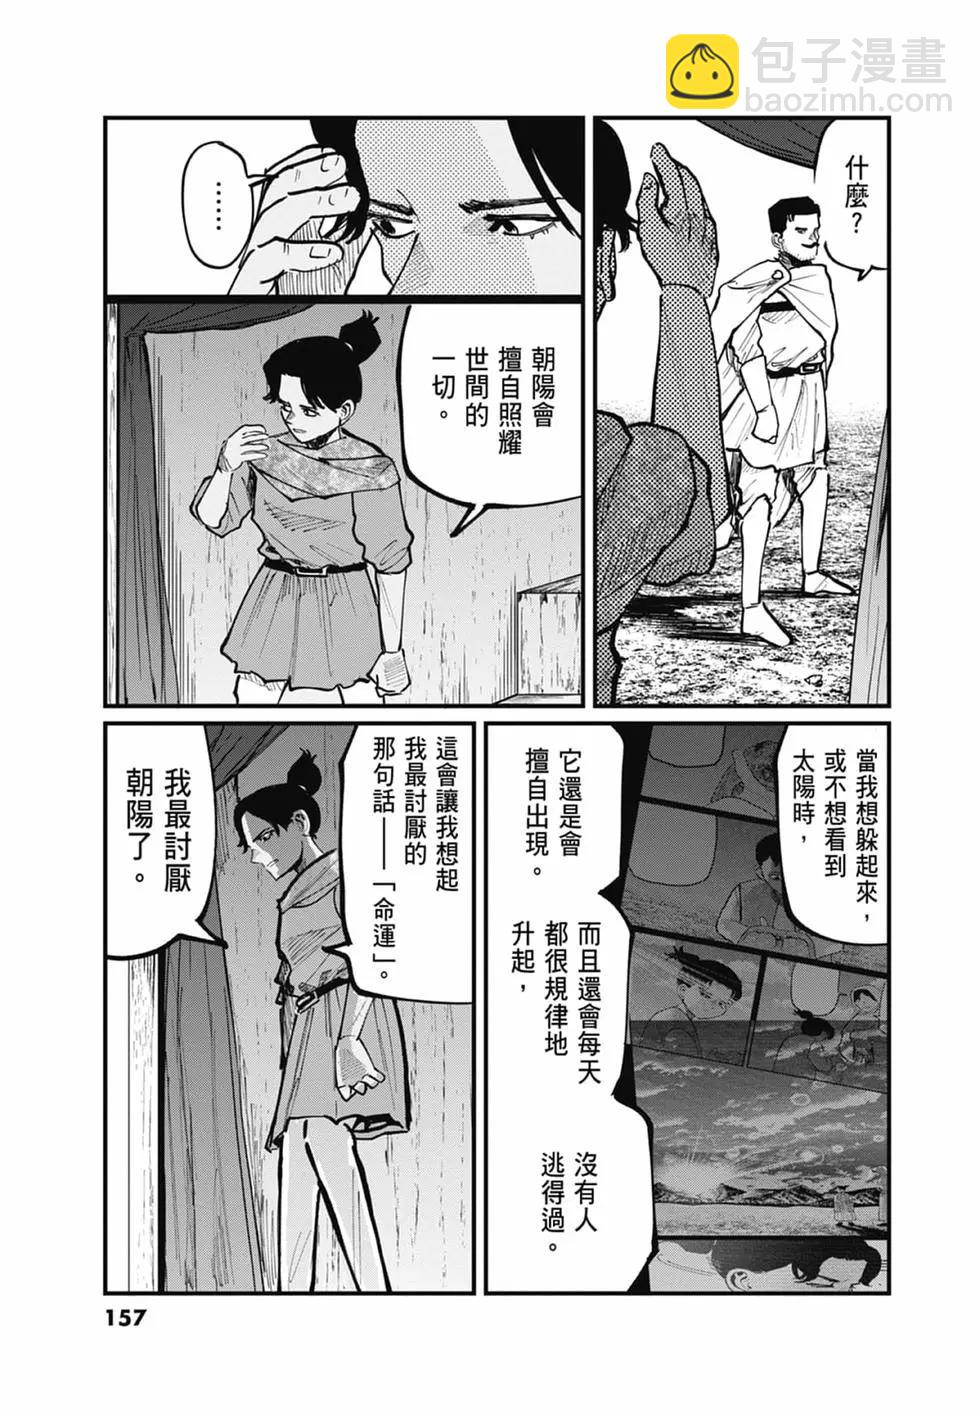 包子漫畫
baozimh.com
什麼?
……
朝陽會
擅自照耀
世間的
一切。
當我想躲起來，
或不想看到
太陽時，
它還是會
擅自出現。
而且還會每天
都很規律地
升起，
沒有人
逃得過。
這會讓我想起
我最討厭的
那句話——「命運」。
我最討厭
朝陽了。
157